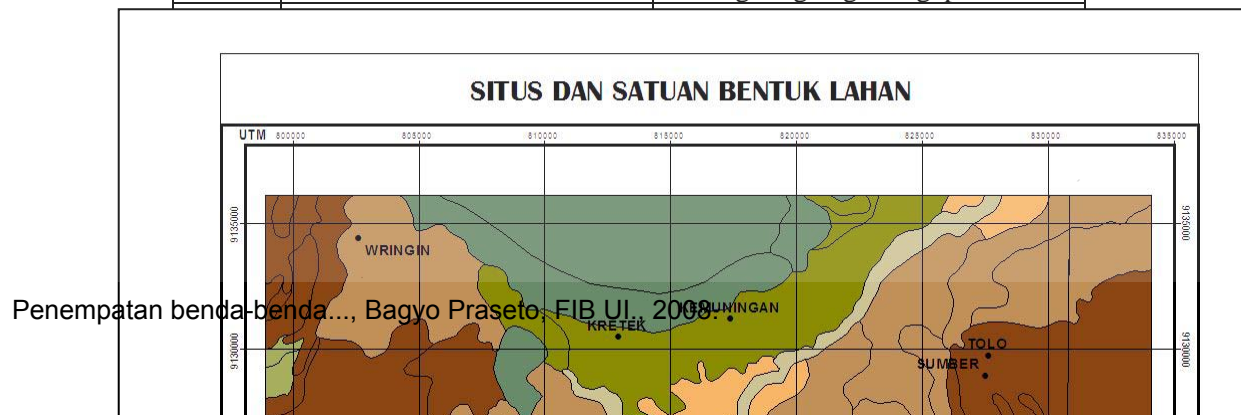 SITUS DAN SATUAN BENTUK LAHAN
UTM 800000 805000 810000 815000 820000 825000 830000 835000
9135000 9135000
WRINGIN
Penempatan benda-benda..., Bagyo Praseto, FIB UI., 2008.
KEMUNINGAN
KRETEK
9130000 9130000
TOLO
SUMBER